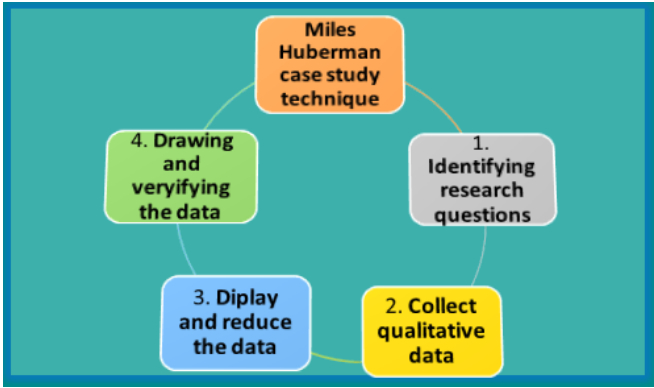 Miles
Huberman
case study
technique
1.
Identifying
research
questions
2. Collect
qualitative
data
3. Diplay
and reduce
the data
4. Drawing
and
veryifying
the data